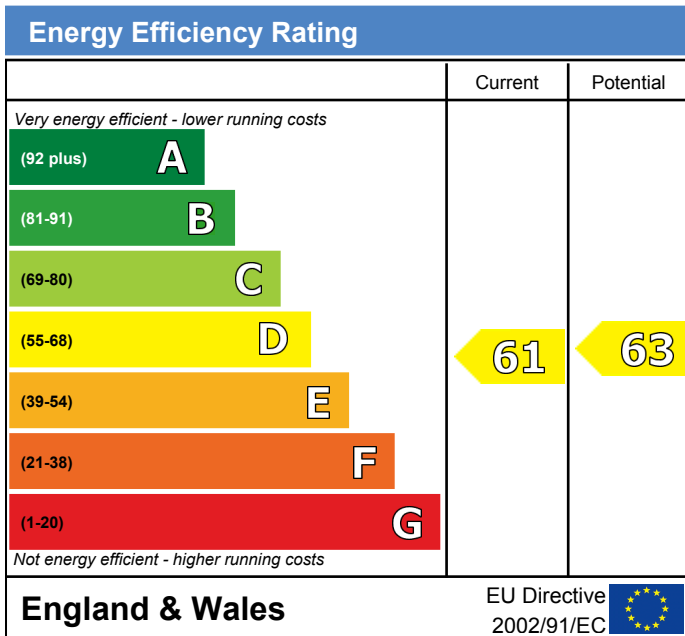 Energy Efficiency Rating
Current Potential
Very energy efficient - lower running costs
(92 plus) A
(81-91) B
(69-80) C
(55-68) D
61 63
(39-54) E
(21-38) F
(1-20) G
Not energy efficient - higher running costs
England & Wales
EU Directive
2002/91/EC